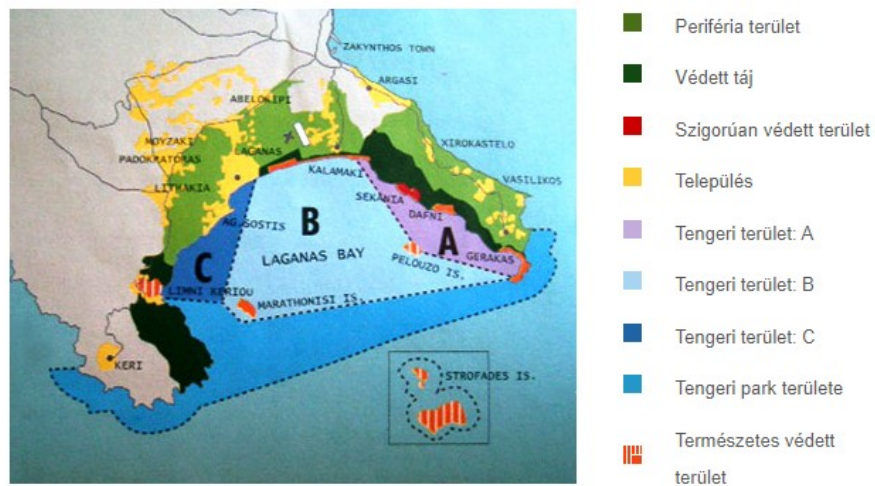 ZAKYNTHOS TOWN
ARGASI
ABELOKIPI
XIROKASTELO
MOYZAKI
LAGANAS
PADOKRATORAS
KALAMAKI
VASILIKOS
LITHAKIA
SEKANIA
DAFNI
AG.GOSTIS
B
A
LAGANAS BAY
GERAKAS
PELOUZO IS.
C
LIMNI KERIOU
MARATHONISI IS.
KERI
STROFADES IS.
Periféria terület
Védett táj
Szigorúan védett terület
Település
Tengeri terület: A
Tengeri terület: B
Tengeri terület: C
Tengeri park területe
Természetes védett
terület